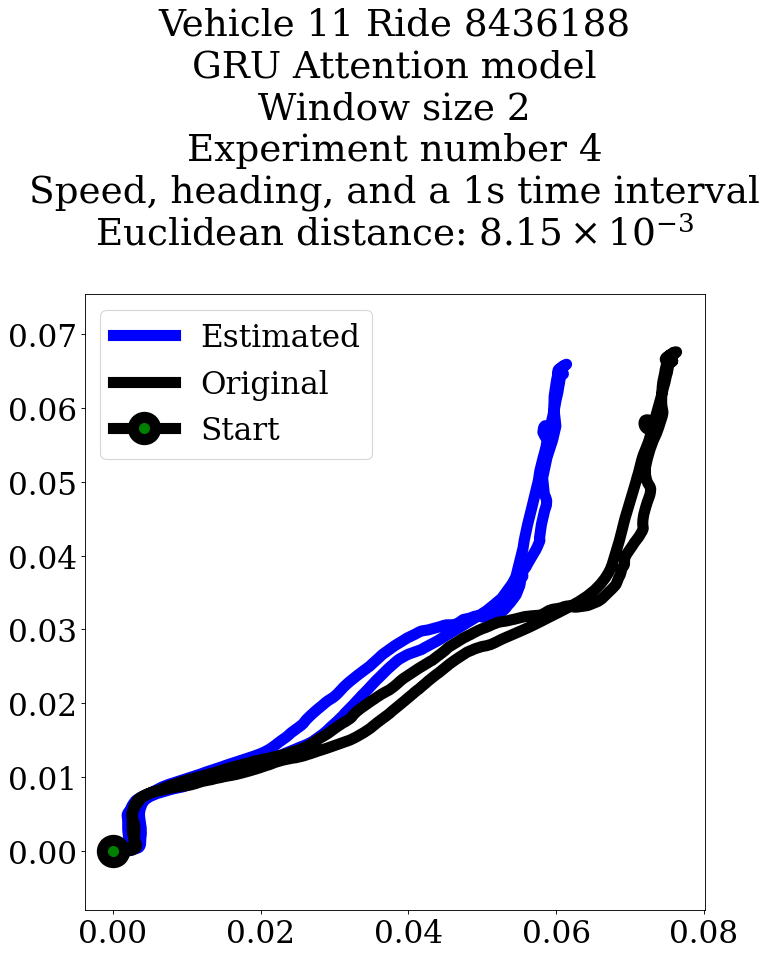 Vehicle 11 Ride 8436188
GRU Attention model
Window size 2
Experiment number 4
Speed, heading, and a 1s time interval
Euclidean distance: 8.15 × 10⁻³
Estimated
Original
Start
0.07
0.06
0.05
0.04
0.03
0.02
0.01
0.00
0.00 0.02 0.04 0.06 0.08